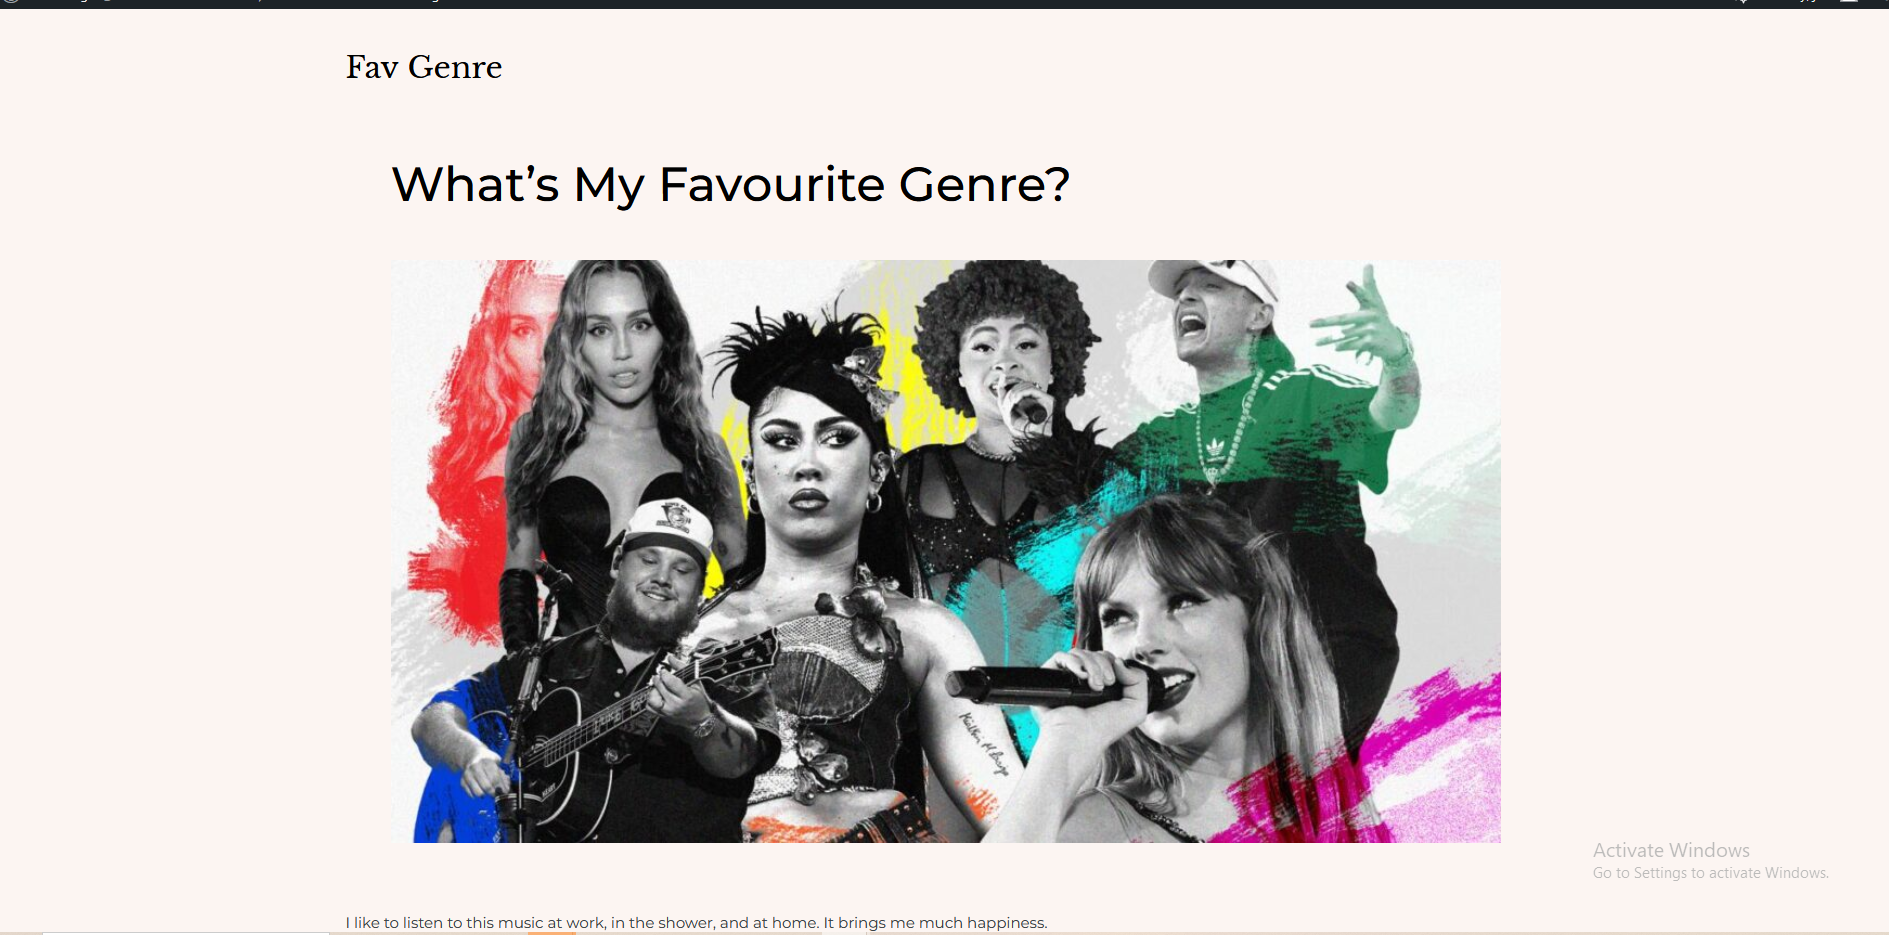 Fav Genre
What’s My Favourite Genre?
Activate Windows
Go to Settings to activate Windows.
I like to listen to this music at work, in the shower, and at home. It brings me much happiness.